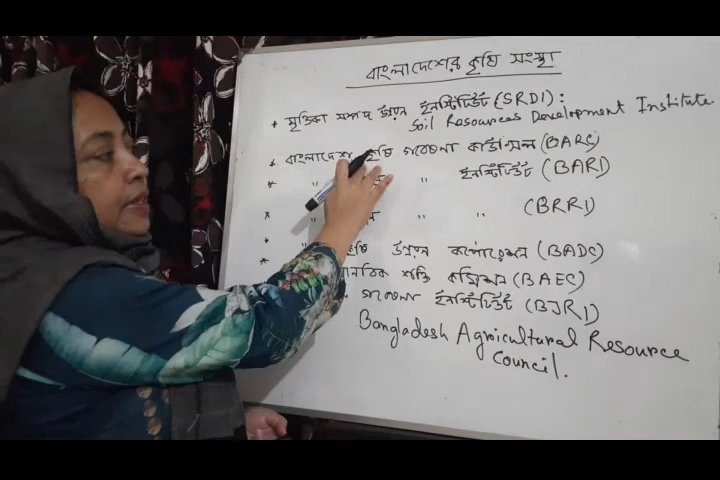 বাংলাদেশের কৃষি সংস্থা
* মৃত্তিকা সম্পদ উন্নয়ন ইনস্টিটিউট (SRDI) :
Soil Resources Development Institute.
* বাংলাদেশ কৃষি গবেষণা কাউন্সিল (BARC)
* " " ইনস্টিটিউট (BARI)
* " " " (BRRI)
* " কৃষি উন্নয়ন কর্পোরেশন (BADC)
* শক্তি কমিশন (BAEC)
গবেষণা ইনস্টিটিউট (BJRI)
Bangladesh Agricultural Resource
Council.